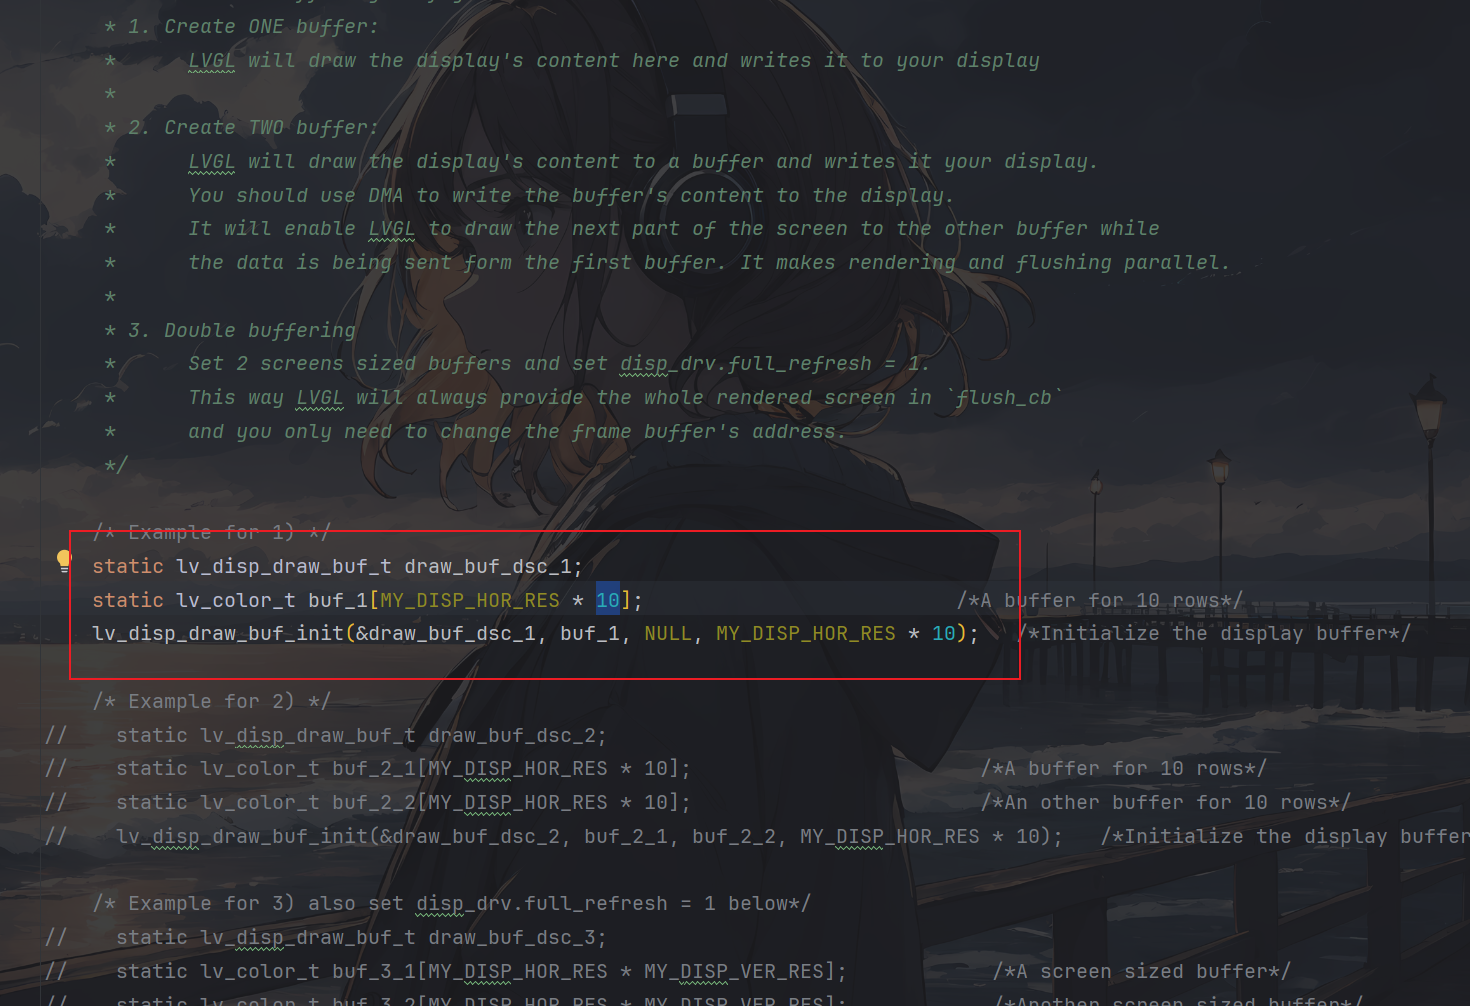 * 1. Create ONE buffer:
*      LVGL will draw the display's content here and writes it to your display
*
* 2. Create TWO buffer:
*      LVGL will draw the display's content to a buffer and writes it your display.
*      You should use DMA to write the buffer's content to the display.
*      It will enable LVGL to draw the next part of the screen to the other buffer while
*      the data is being sent form the first buffer. It makes rendering and flushing parallel.
*
* 3. Double buffering
*      Set 2 screens sized buffers and set disp_drv.full_refresh = 1.
*      This way LVGL will always provide the whole rendered screen in `flush_cb`
*      and you only need to change the frame buffer's address.
*/
/* Example for 1) */
static lv_disp_draw_buf_t draw_buf_dsc_1;
static lv_color_t buf_1[MY_DISP_HOR_RES * 10];                          /*A buffer for 10 rows*/
lv_disp_draw_buf_init(&draw_buf_dsc_1, buf_1, NULL, MY_DISP_HOR_RES * 10);   /*Initialize the display buffer*/
/* Example for 2) */
//    static lv_disp_draw_buf_t draw_buf_dsc_2;
//    static lv_color_t buf_2_1[MY_DISP_HOR_RES * 10];                        /*A buffer for 10 rows*/
//    static lv_color_t buf_2_2[MY_DISP_HOR_RES * 10];                        /*An other buffer for 10 rows*/
//    lv_disp_draw_buf_init(&draw_buf_dsc_2, buf_2_1, buf_2_2, MY_DISP_HOR_RES * 10);   /*Initialize the display buffer
/* Example for 3) also set disp_drv.full_refresh = 1 below*/
//    static lv_disp_draw_buf_t draw_buf_dsc_3;
//    static lv_color_t buf_3_1[MY_DISP_HOR_RES * MY_DISP_VER_RES];            /*A screen sized buffer*/
//    static lv_color_t buf_3_2[MY_DISP_HOR_RES * MY_DISP_VER_RES];            /*Another screen sized buffer*/